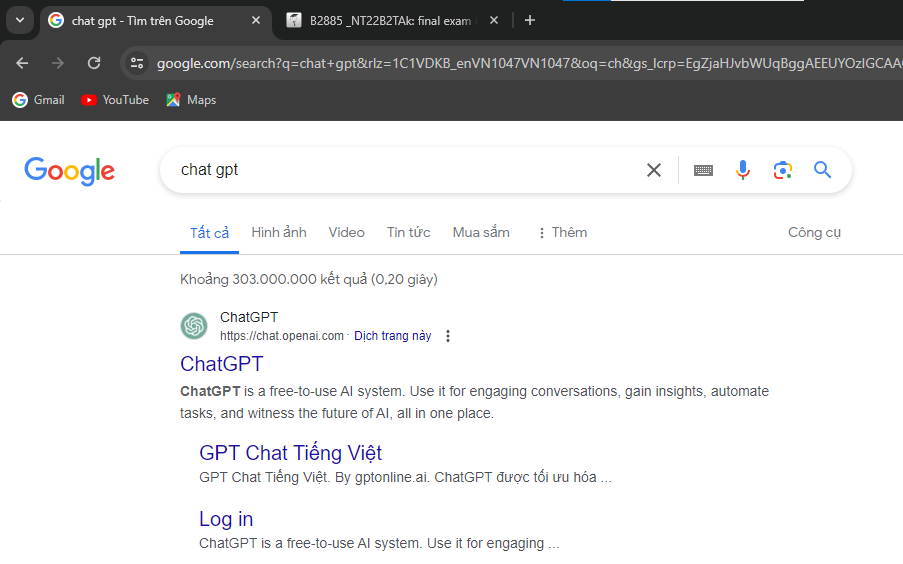 chat gpt - Tìm trên Google
B2885 _NT22B2TAk: final exam
google.com/search?q=chat+gpt&rlz=1C1VDKB_enVN1047VN1047&oq=ch&gs_lcrp=EgZjaHJvbWUqBggAEEUYOzIGCAA
Gmail YouTube Maps
Google
chat gpt
Tất cả Hình ảnh Video Tin tức Mua sắm Thêm Công cụ
Khoảng 303.000.000 kết quả (0,20 giây)
ChatGPT
https://chat.openai.com · Dịch trang này
ChatGPT
ChatGPT is a free-to-use AI system. Use it for engaging conversations, gain insights, automate
tasks, and witness the future of AI, all in one place.
GPT Chat Tiếng Việt
GPT Chat Tiếng Việt. By gptonline.ai. ChatGPT được tối ưu hóa ...
Log in
ChatGPT is a free-to-use AI system. Use it for engaging ...